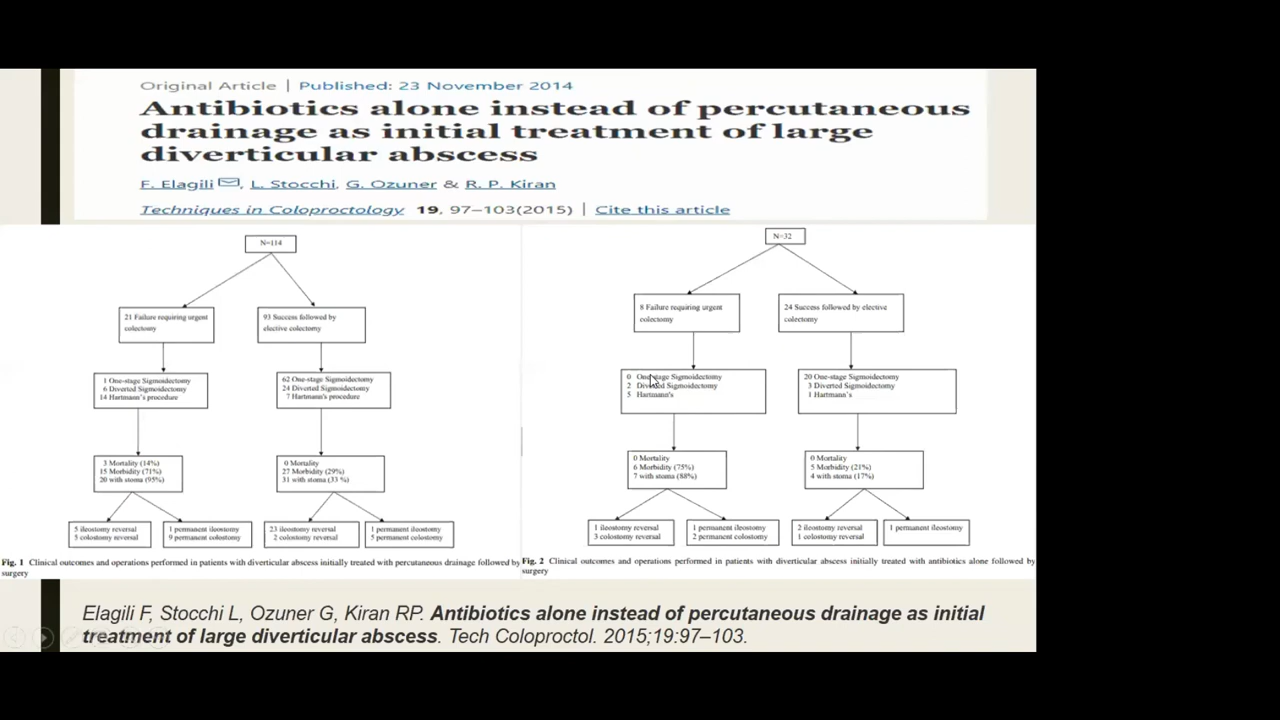 Original Article | Published: 23 November 2014
Antibiotics alone instead of percutaneous
drainage as initial treatment of large
diverticular abscess
F. Elagili, L. Stocchi, G. Ozuner & R. P. Kiran
Techniques in Coloproctology 19, 97–103(2015) | Cite this article
N=114
21 Failure requiring urgent
colectomy
93 Success followed by
elective colectomy
1 One-stage Sigmoidectomy
6 Diverted Sigmoidectomy
14 Hartmann's procedure
62 One-stage Sigmoidectomy
24 Diverted Sigmoidectomy
7 Hartmann's procedure
3 Mortality (14%)
15 Morbidity (71%)
20 with stoma (95%)
0 Mortality
27 Morbidity (29%)
31 with stoma (33 %)
5 ileostomy reversal
5 colostomy reversal
1 permanent ileostomy
9 permanent colostomy
23 ileostomy reversal
2 colostomy reversal
1 permanent ileostomy
5 permanent colostomy
Fig. 1 Clinical outcomes and operations performed in patients with diverticular abscess initially treated with percutaneous drainage followed by
surgery
N=32
8 Failure requiring urgent
colectomy
24 Success followed by elective
colectomy
0 One-stage Sigmoidectomy
2 Diverted Sigmoidectomy
5 Hartmann's
20 One-stage Sigmoidectomy
3 Diverted Sigmoidectomy
1 Hartmann's
0 Mortality
6 Morbidity (75%)
7 with stoma (88%)
0 Mortality
5 Morbidity (21%)
4 with stoma (17%)
1 ileostomy reversal
3 colostomy reversal
1 permanent ileostomy
2 permanent colostomy
2 ileostomy reversal
1 colostomy reversal
1 permanent ileostomy
Fig. 2 Clinical outcomes and operations performed in patients with diverticular abscess initially treated with antibiotics alone followed by
surgery
Elagili F, Stocchi L, Ozuner G, Kiran RP. Antibiotics alone instead of percutaneous drainage as initial
treatment of large diverticular abscess. Tech Coloproctol. 2015;19:97–103.